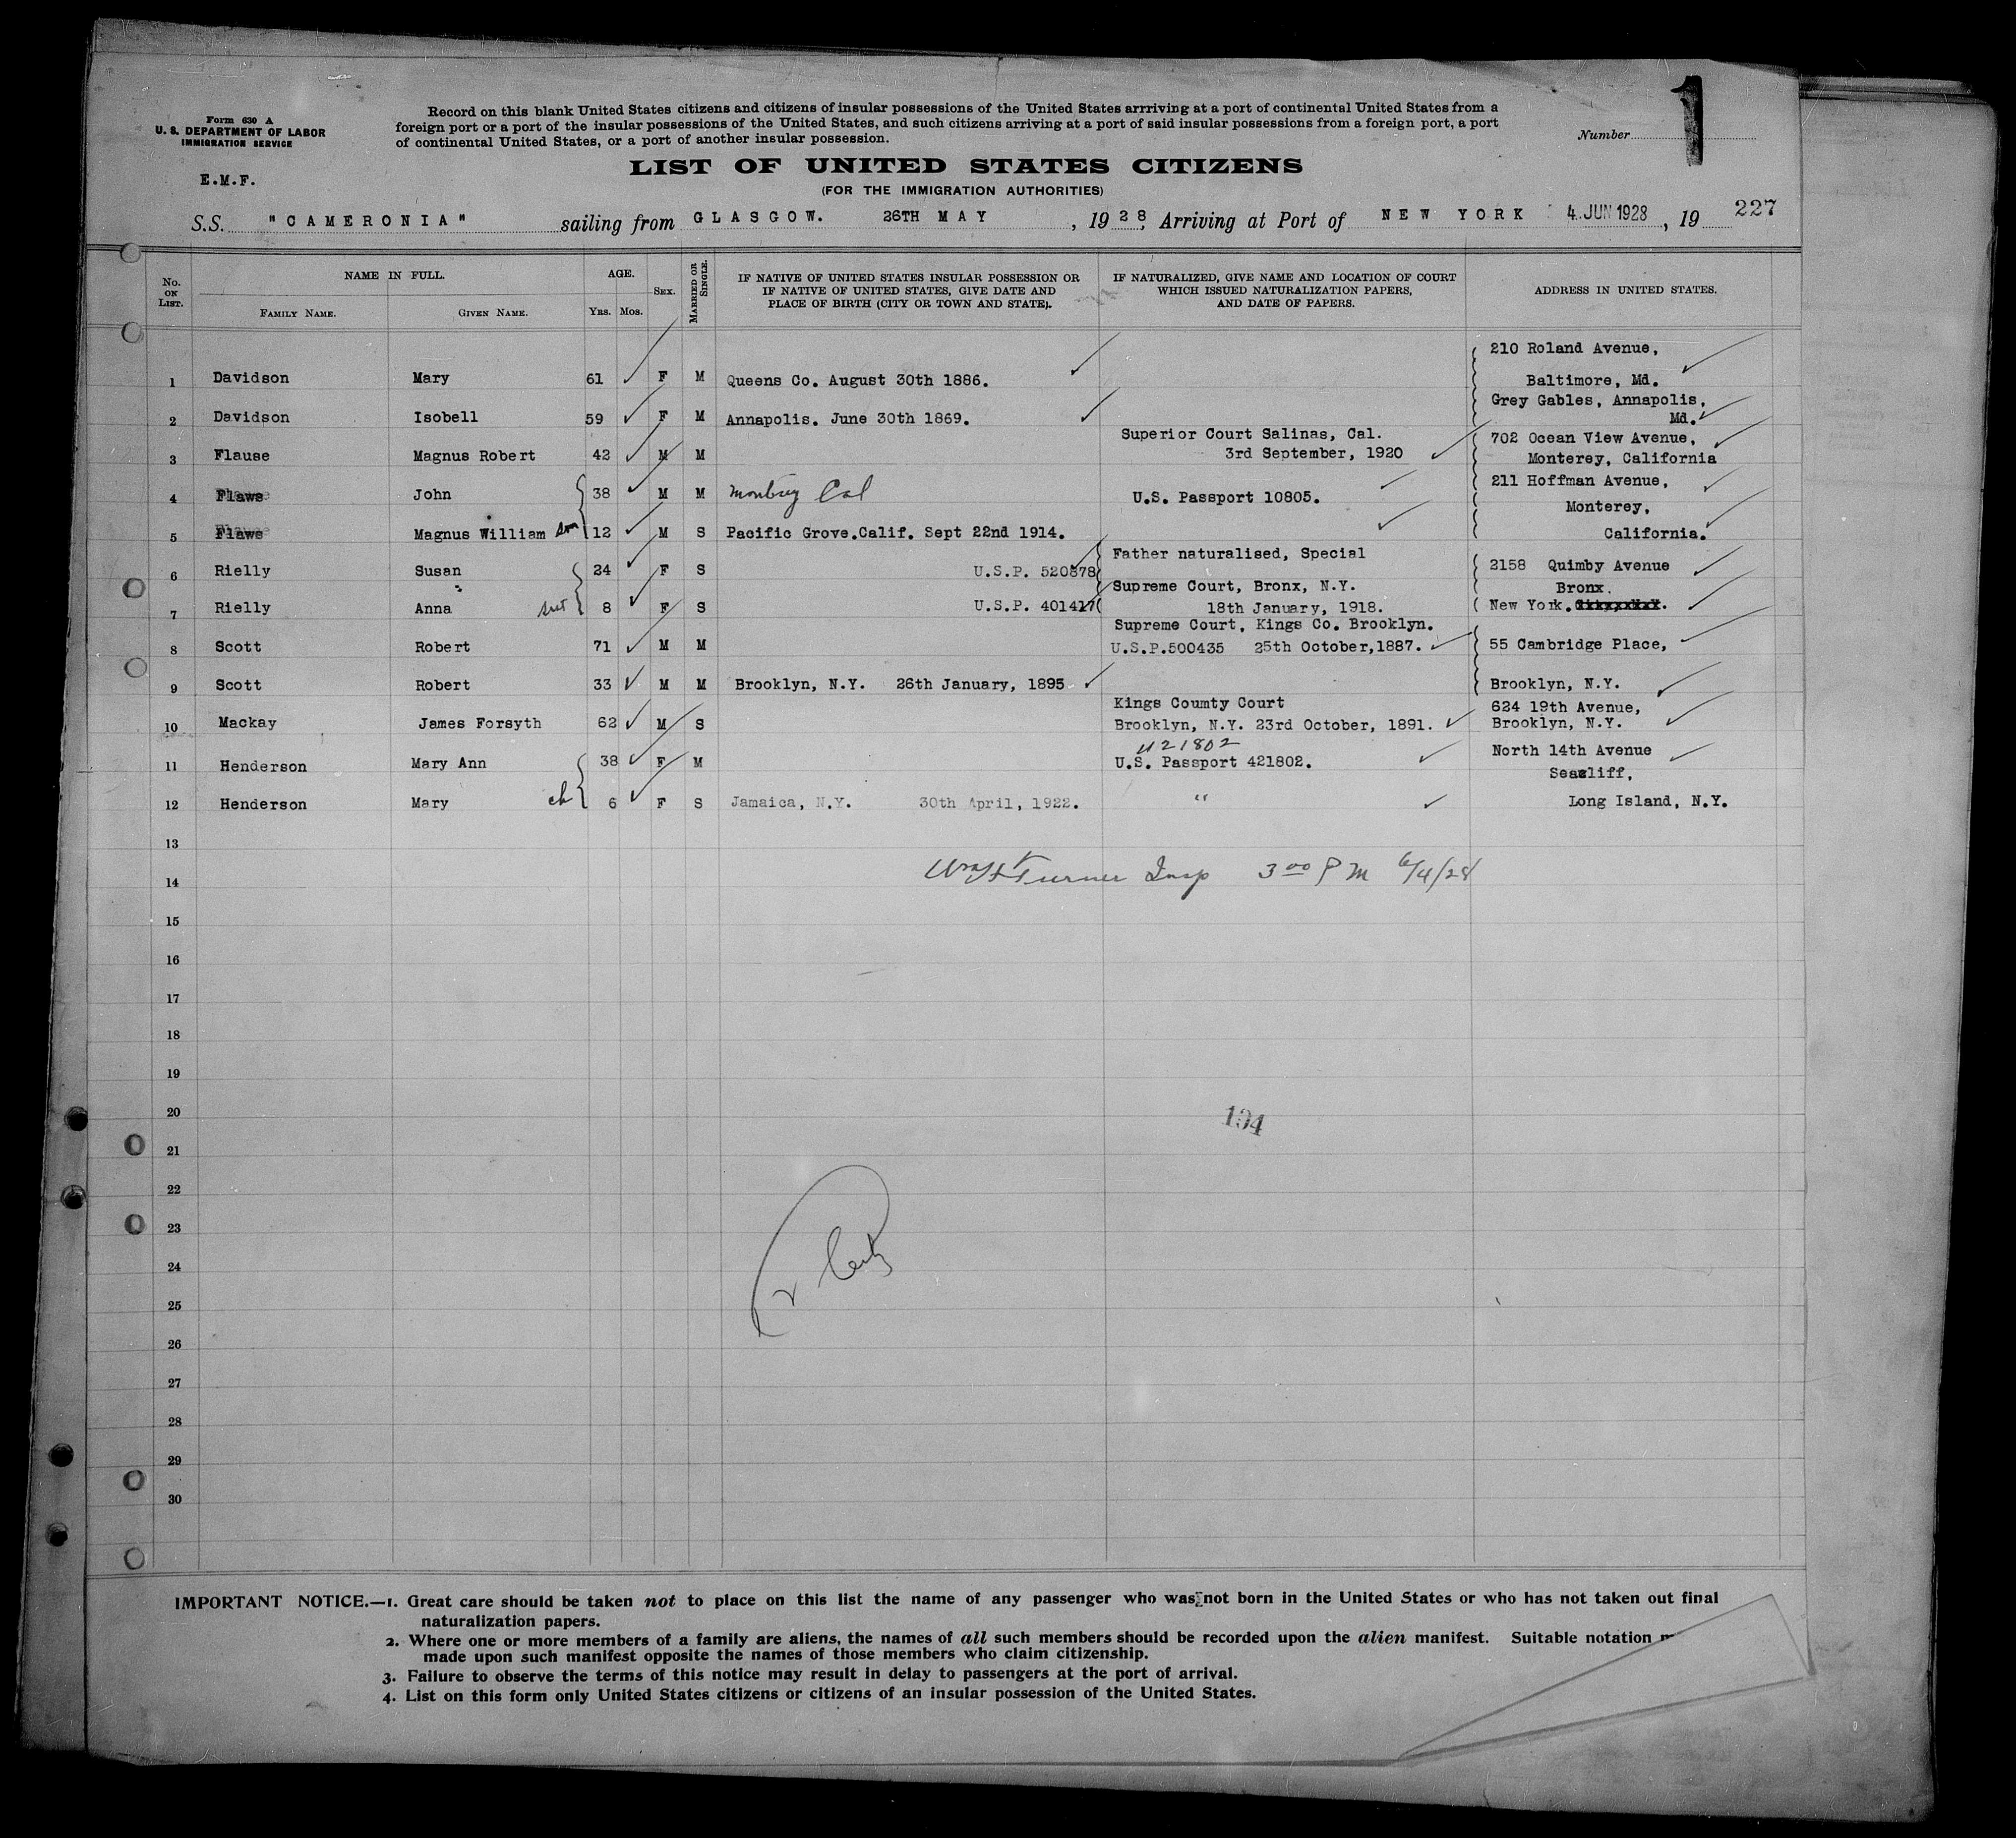 Form 630 A
U. S. DEPARTMENT OF LABOR
IMMIGRATION SERVICE
E.M.F.
Record on this blank United States citizens and citizens of insular possessions of the United States arrriving at a port of continental United States from a
foreign port or a port of the insular possessions of the United States, and such citizens arriving at a port of said insular possessions from a foreign port, a port
of continental United States, or a port of another insular possession.
Number 1
LIST OF UNITED STATES CITIZENS
(FOR THE IMMIGRATION AUTHORITIES)
S.S. "CAMERONIA" sailing from GLASGOW. 26TH MAY, 1928, Arriving at Port of NEW YORK 4 JUN 1928, 19 227
No. ON LIST. NAME IN FULL. AGE. SEX. MARRIED OR SINGLE. IF NATIVE OF UNITED STATES INSULAR POSSESSION OR IF NATIVE OF UNITED STATES, GIVE DATE AND PLACE OF BIRTH (CITY OR TOWN AND STATE). IF NATURALIZED, GIVE NAME AND LOCATION OF COURT WHICH ISSUED NATURALIZATION PAPERS, AND DATE OF PAPERS. ADDRESS IN UNITED STATES.
FAMILY NAME. GIVEN NAME. YRS. MOS.
210 Roland Avenue,
1 Davidson Mary 61 F M Queens Co. August 30th 1886. Baltimore, Md.
Grey Gables, Annapolis,
2 Davidson Isobell 59 F M Annapolis. June 30th 1869. Md.
Superior Court Salinas, Cal. 702 Ocean View Avenue,
3 Flause Magnus Robert 42 M M 3rd September, 1920 Monterey, California
211 Hoffman Avenue,
4 Flaws John 38 M M Cal U.S. Passport 10805.
Monterey,
5 Flaws Magnus William son 12 M S Pacific Grove.Calif. Sept 22nd 1914. California.
Father naturalised, Special
6 Rielly Susan 24 F S U.S.P. 520878 2158 Quimby Avenue
Supreme Court, Bronx, N.Y. Bronx.
7 Rielly Anna 8 F S U.S.P. 401417 18th January, 1918. New York.
Supreme Court, Kings Co. Brooklyn.
8 Scott Robert 71 M M U.S.P.500435 25th October,1887. 55 Cambridge Place,
9 Scott Robert 33 M M Brooklyn, N.Y. 26th January, 1895 Brooklyn, N.Y.
Kings Coumty Court 624 19th Avenue,
10 Mackay James Forsyth 62 M S Brooklyn, N.Y. 23rd October, 1891. Brooklyn, N.Y.
421802 North 14th Avenue
11 Henderson Mary Ann 38 F M U.S. Passport 421802.
Seacliff,
12 Henderson Mary ch 6 F S Jamaica, N.Y. 30th April, 1922. " Long Island, N.Y.
13
14 Turner Insp 3 00 PM 6/4/28
15
16
17
18
19
20 194
21
22
23
24
25
26
27
28
29
30
IMPORTANT NOTICE.—1. Great care should be taken not to place on this list the name of any passenger who was not born in the United States or who has not taken out final
naturalization papers.
2. Where one or more members of a family are aliens, the names of all such members should be recorded upon the alien manifest. Suitable notation
made upon such manifest opposite the names of those members who claim citizenship.
3. Failure to observe the terms of this notice may result in delay to passengers at the port of arrival.
4. List on this form only United States citizens or citizens of an insular possession of the United States.